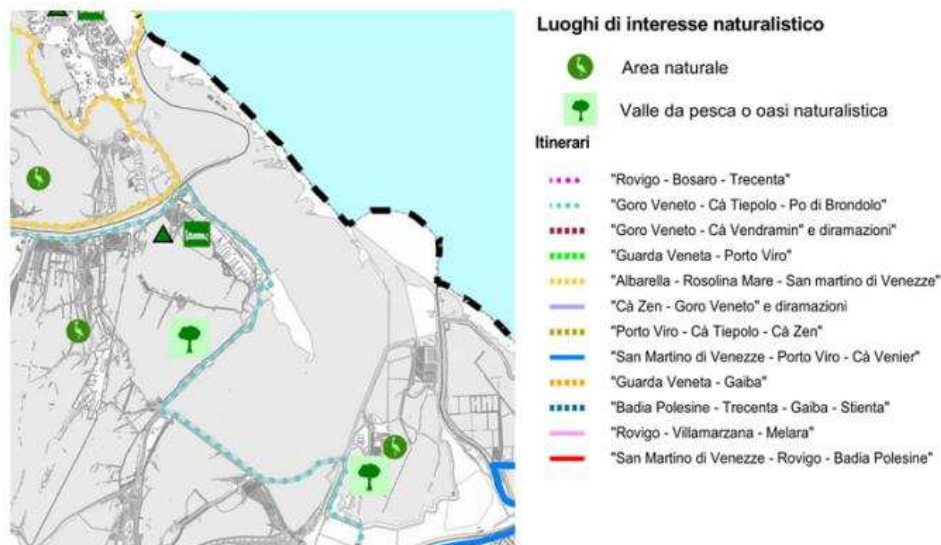 Luoghi di interesse naturalistico
Area naturale
Valle da pesca o oasi naturalistica
Itinerari
"Rovigo - Bosaro - Trecenta"
"Goro Veneto - Cà Tiepolo - Po di Brondolo"
"Goro Veneto - Cà Vendramin" e diramazioni"
"Guarda Veneta - Porto Viro"
"Albarella - Rosolina Mare - San martino di Venezze"
"Cà Zen - Goro Veneto" e diramazioni
"Porto Viro - Cà Tiepolo - Cà Zen"
"San Martino di Venezze - Porto Viro - Cà Venier"
"Guarda Veneta - Gaiba"
"Badia Polesine - Trecenta - Gaiba - Stienta"
"Rovigo - Villamarzana - Melara"
"San Martino di Venezze - Rovigo - Badia Polesine"